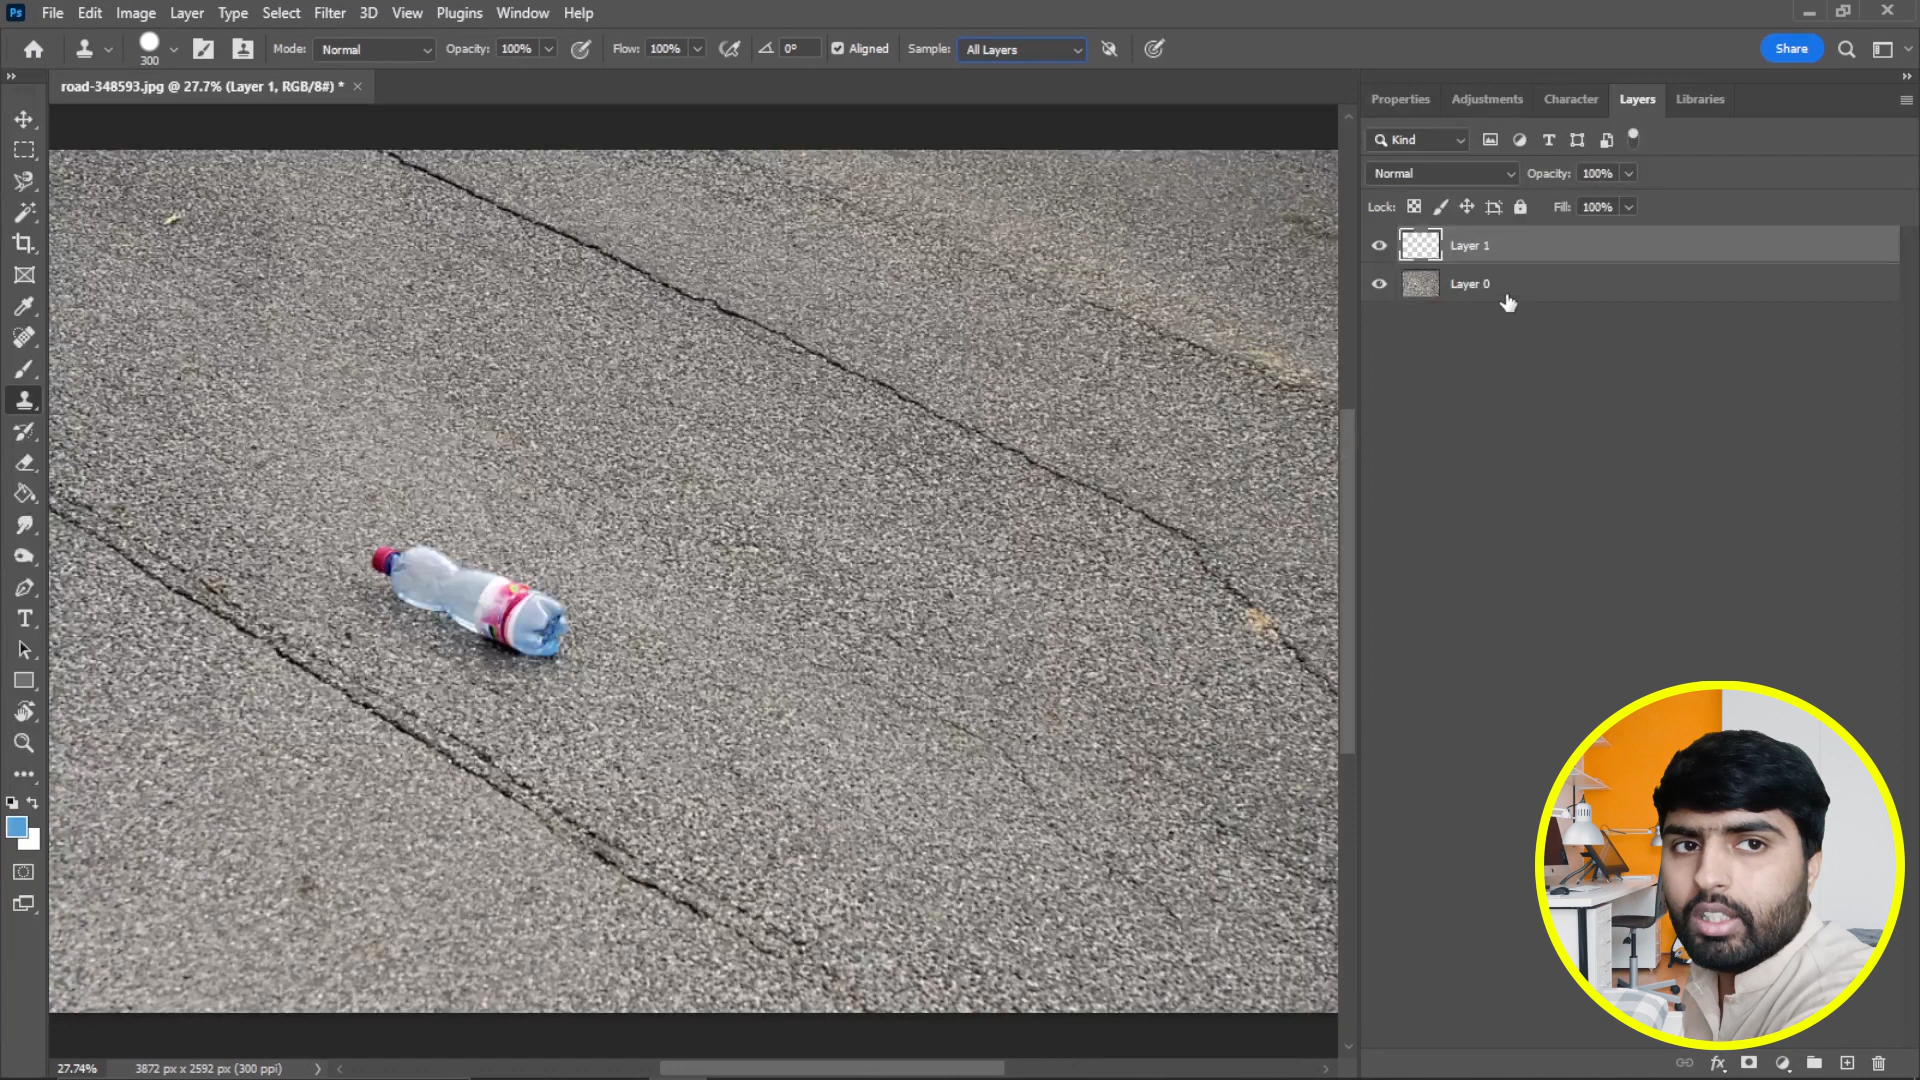 Ps File Edit Image Layer Type Select Filter 3D View Plugins Window Help
300 Mode: Normal Opacity: 100% Flow: 100% 0° Aligned Sample: All Layers Share
road-348593.jpg @ 27.7% (Layer 1, RGB/8#) *
Properties Adjustments Character Layers Libraries
Kind
Normal Opacity: 100%
Lock: Fill: 100%
Layer 1
Layer 0
27.74% 3872 px x 2592 px (300 ppi)